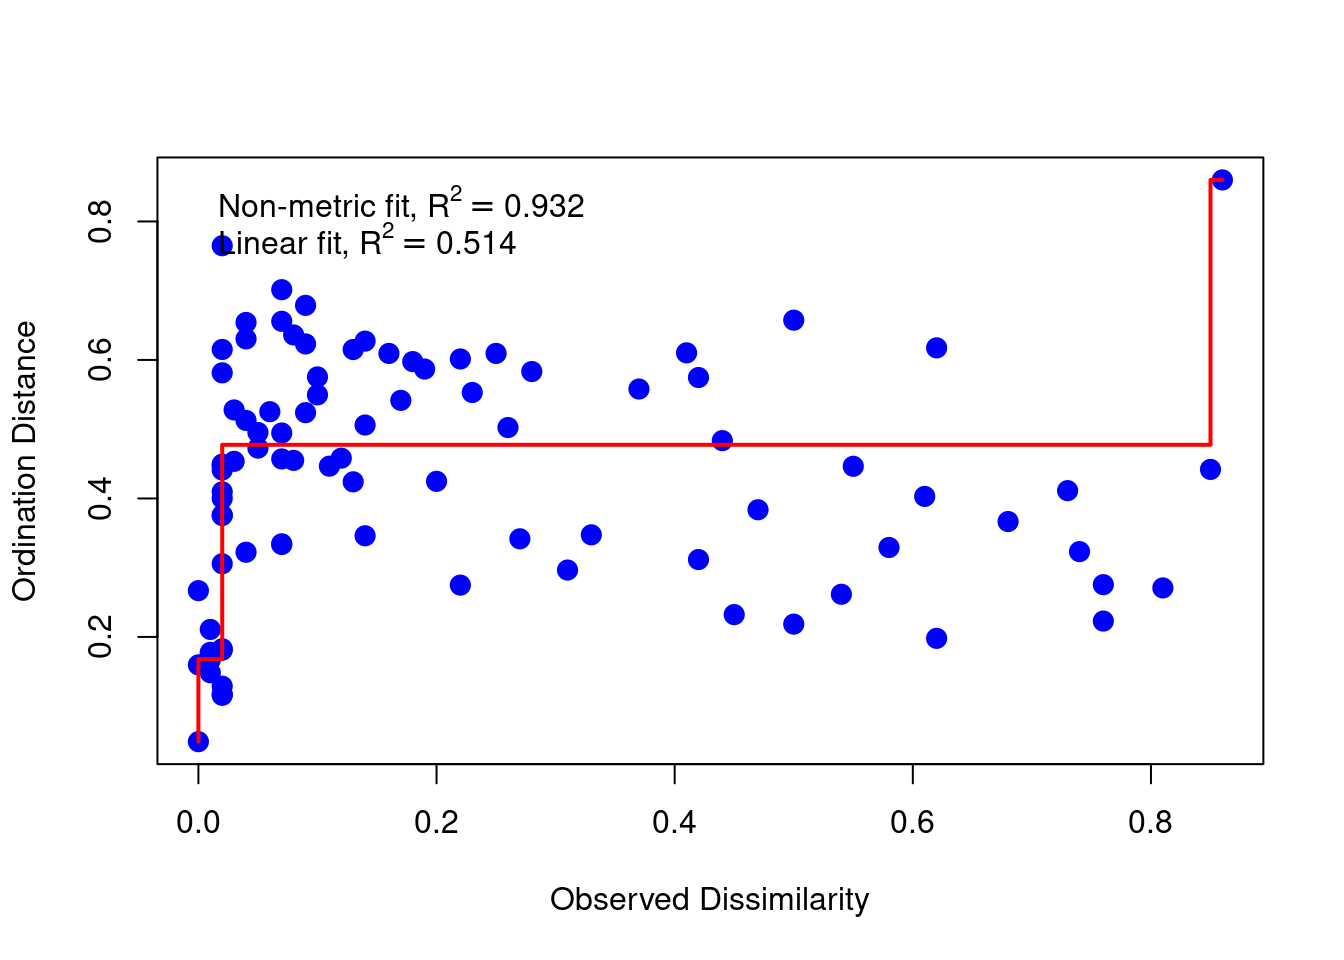 Non-metric fit, R² = 0.932
Linear fit, R² = 0.514
Ordination Distance
0.8
0.6
0.4
0.2
0.0 0.2 0.4 0.6 0.8
Observed Dissimilarity